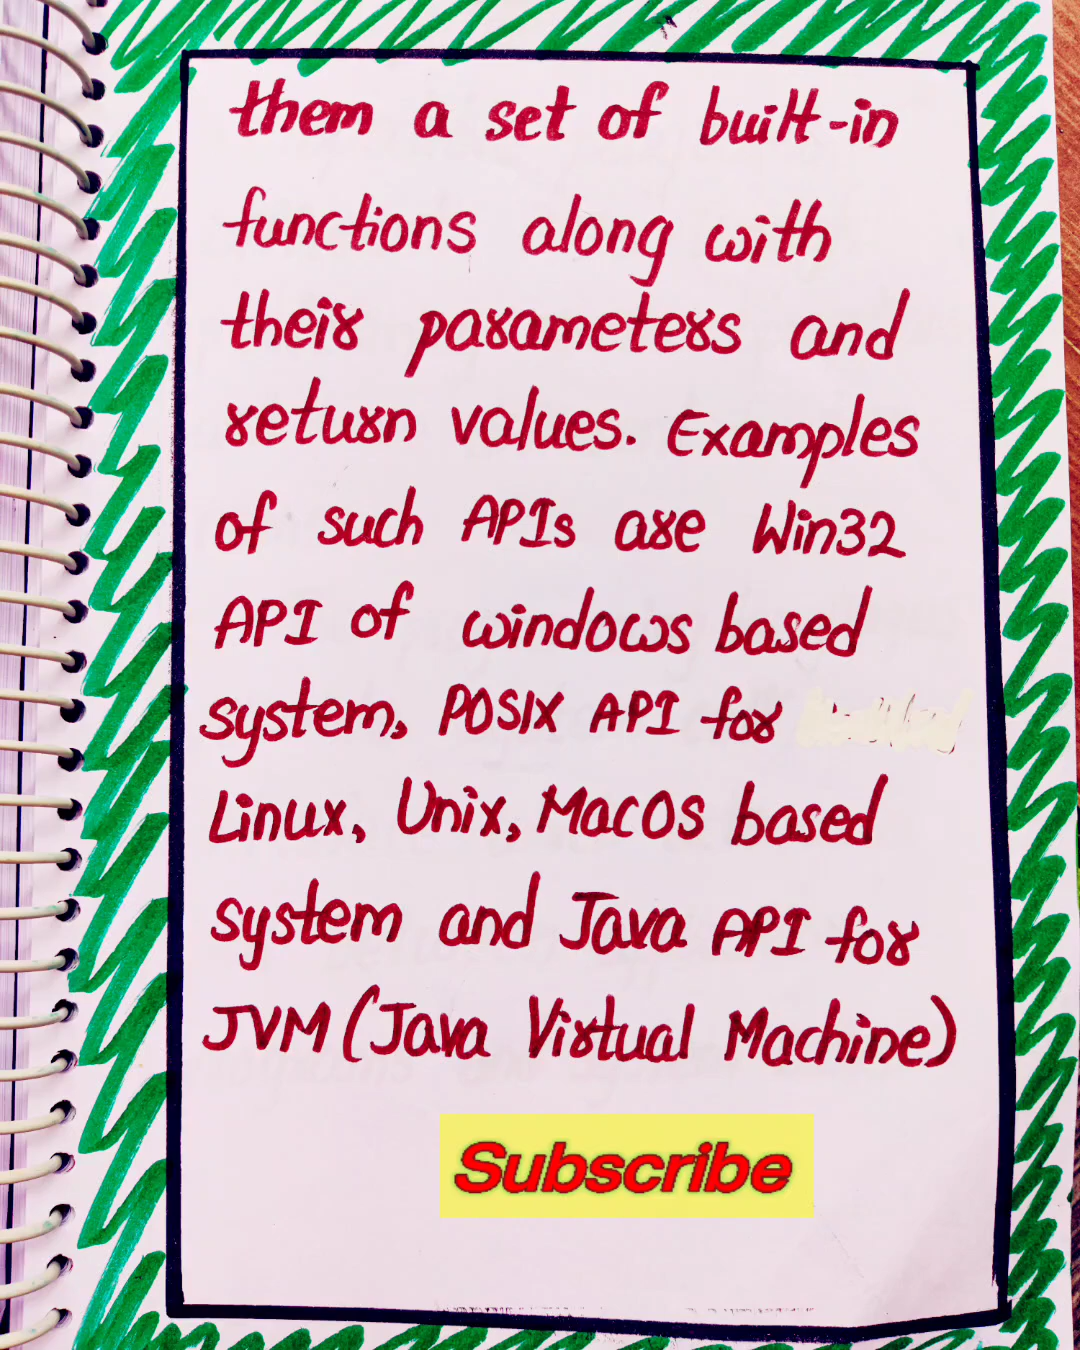 them a set of built-in
functions along with
their parameters and
return values. Examples
of such APIs are Win32
API of windows based
system, POSIX API for
Linux, Unix, MacOS based
system and Java API for
JVM (Java Virtual Machine)
Subscribe